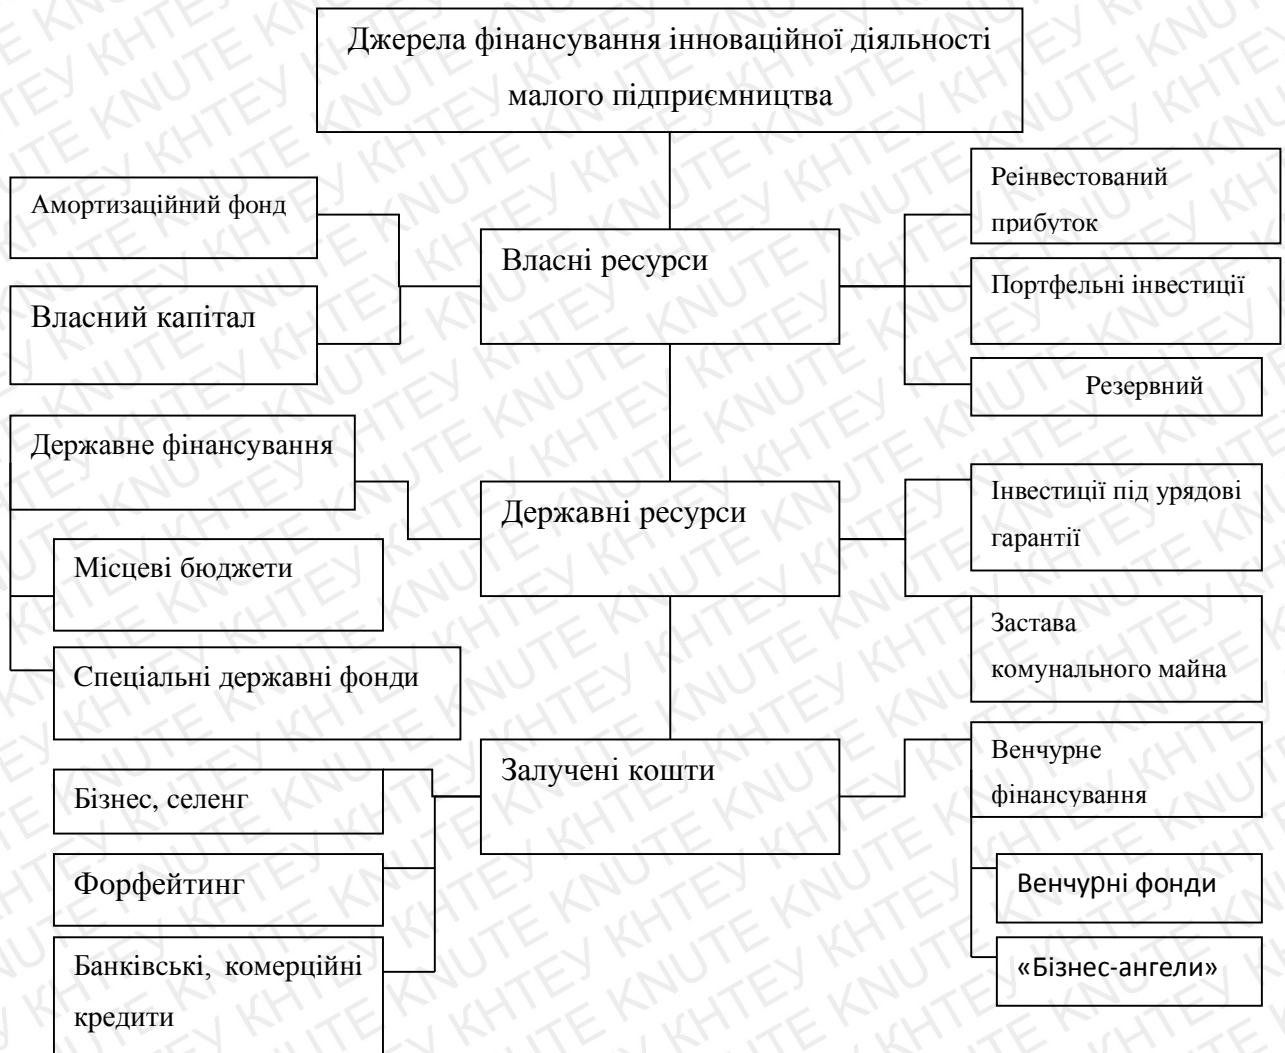 Джерела фінансування інноваційної діяльності
малого підприємництва
Амортизаційний фонд
Власний капітал
Власні ресурси
Реінвестований
прибуток
Портфельні інвестиції
Резервний
Державне фінансування
Місцеві бюджети
Спеціальні державні фонди
Державні ресурси
Інвестиції під урядові
гарантії
Застава
комунального майна
Залучені кошти
Бізнес, селенг
Форфейтинг
Банківські, комерційні
кредити
Венчурне
фінансування
Венчурні фонди
«Бізнес-ангели»